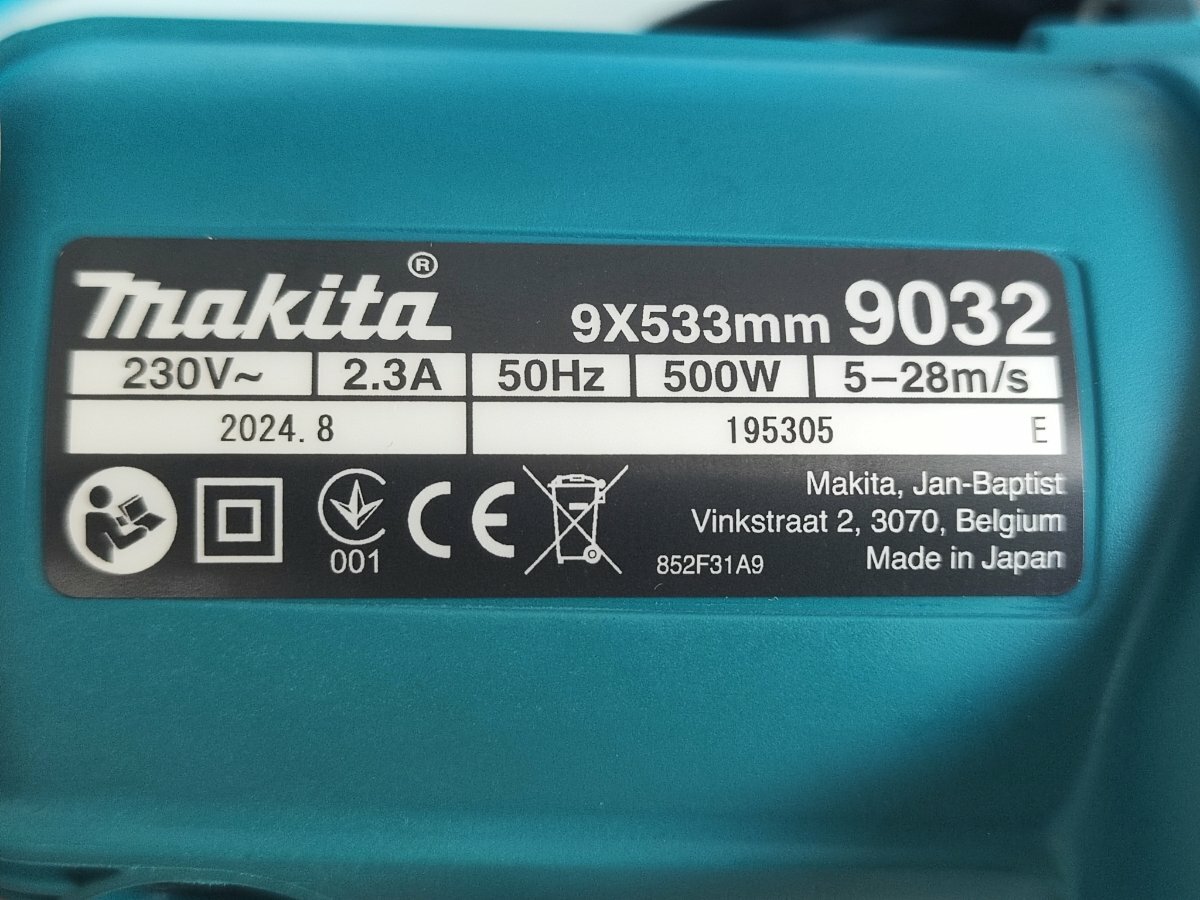 makita®
9X533mm 9032
230V~ 2.3A 50Hz 500W 5–28m/s
2024. 8 195305 E
001 CE
Makita, Jan-Baptist
Vinkstraat 2, 3070, Belgium
852F31A9 Made in Japan